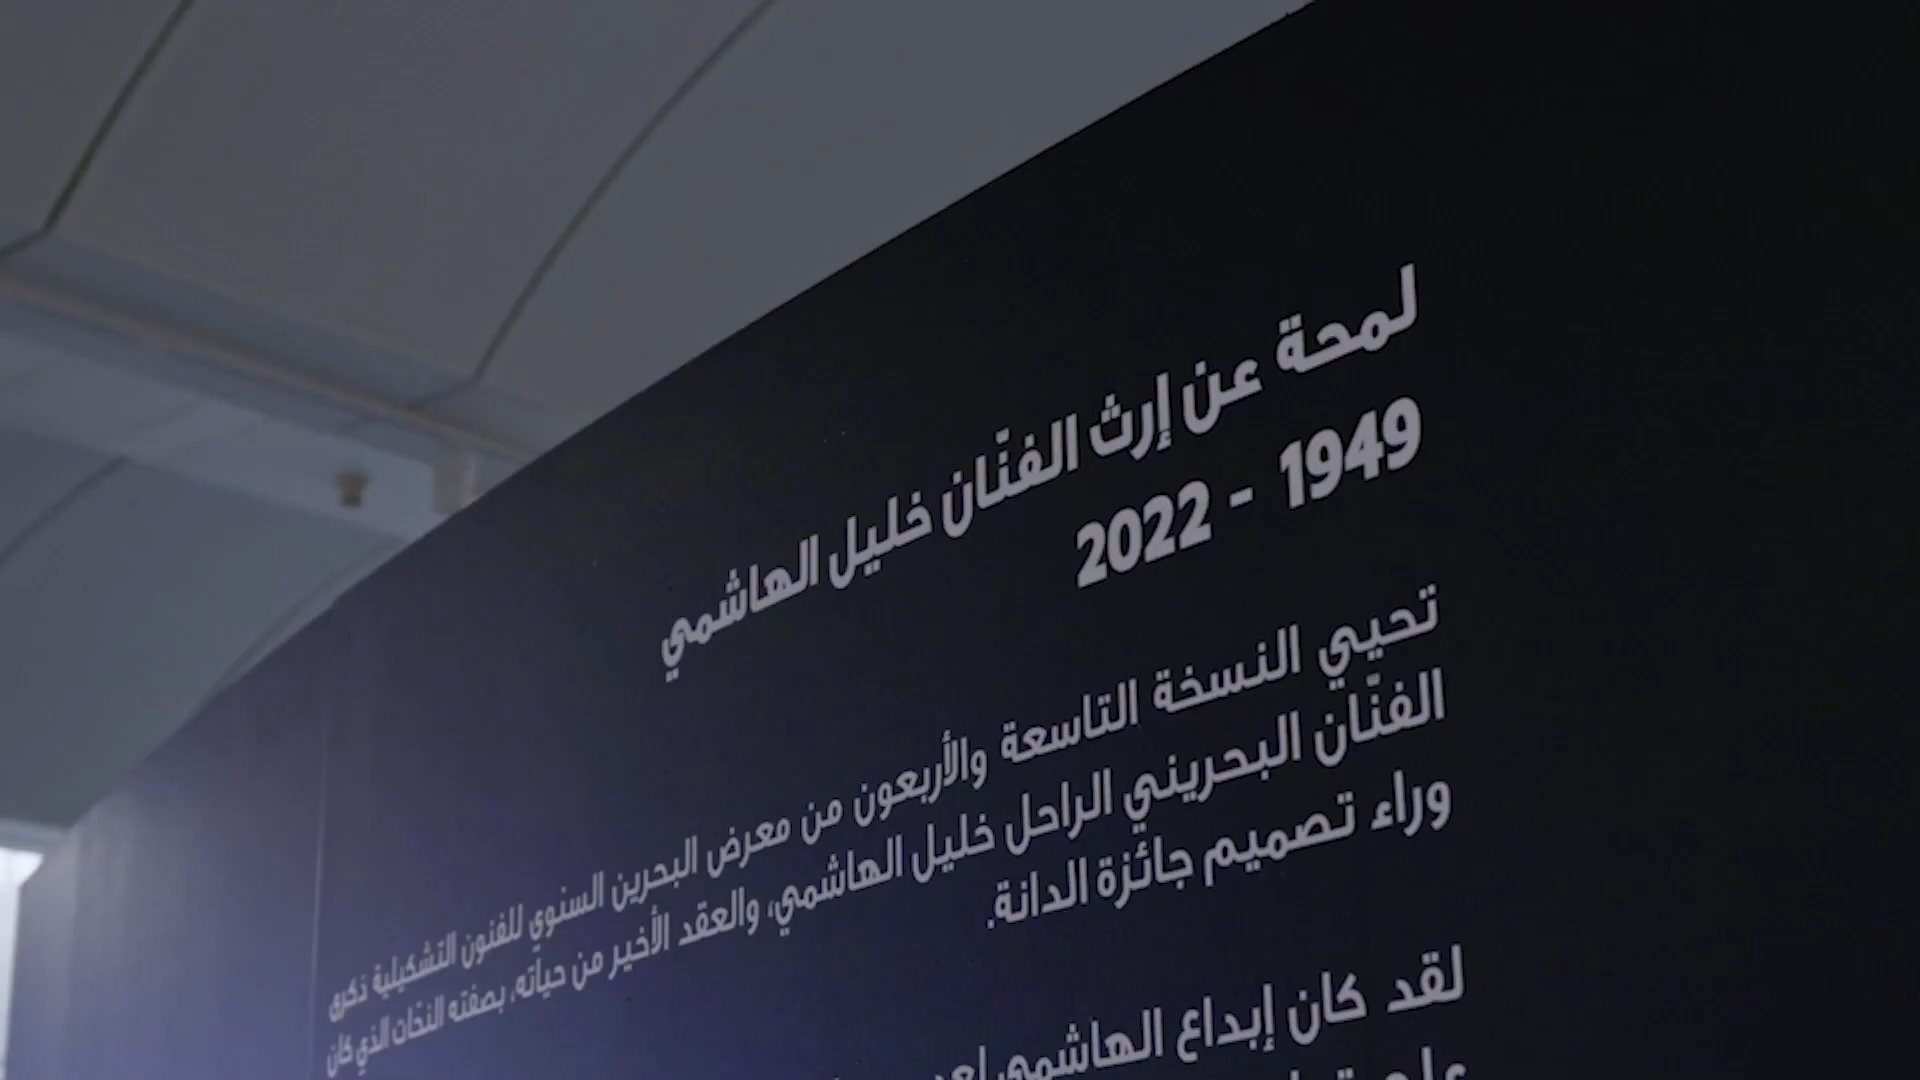 لمحة عن إرث الفنّان خليل الهاشمي
1949 - 2022
تحيي النسخة التاسعة والأربعون من معرض البحرين السنوي للفنون التشكيلية ذكرى
الفنّان البحريني الراحل خليل الهاشمي، والعقد الأخير من حياته، بصفته النحّات الذي كان
وراء تصميم جائزة الدانة.
لقد كان إبداع الهاشمي